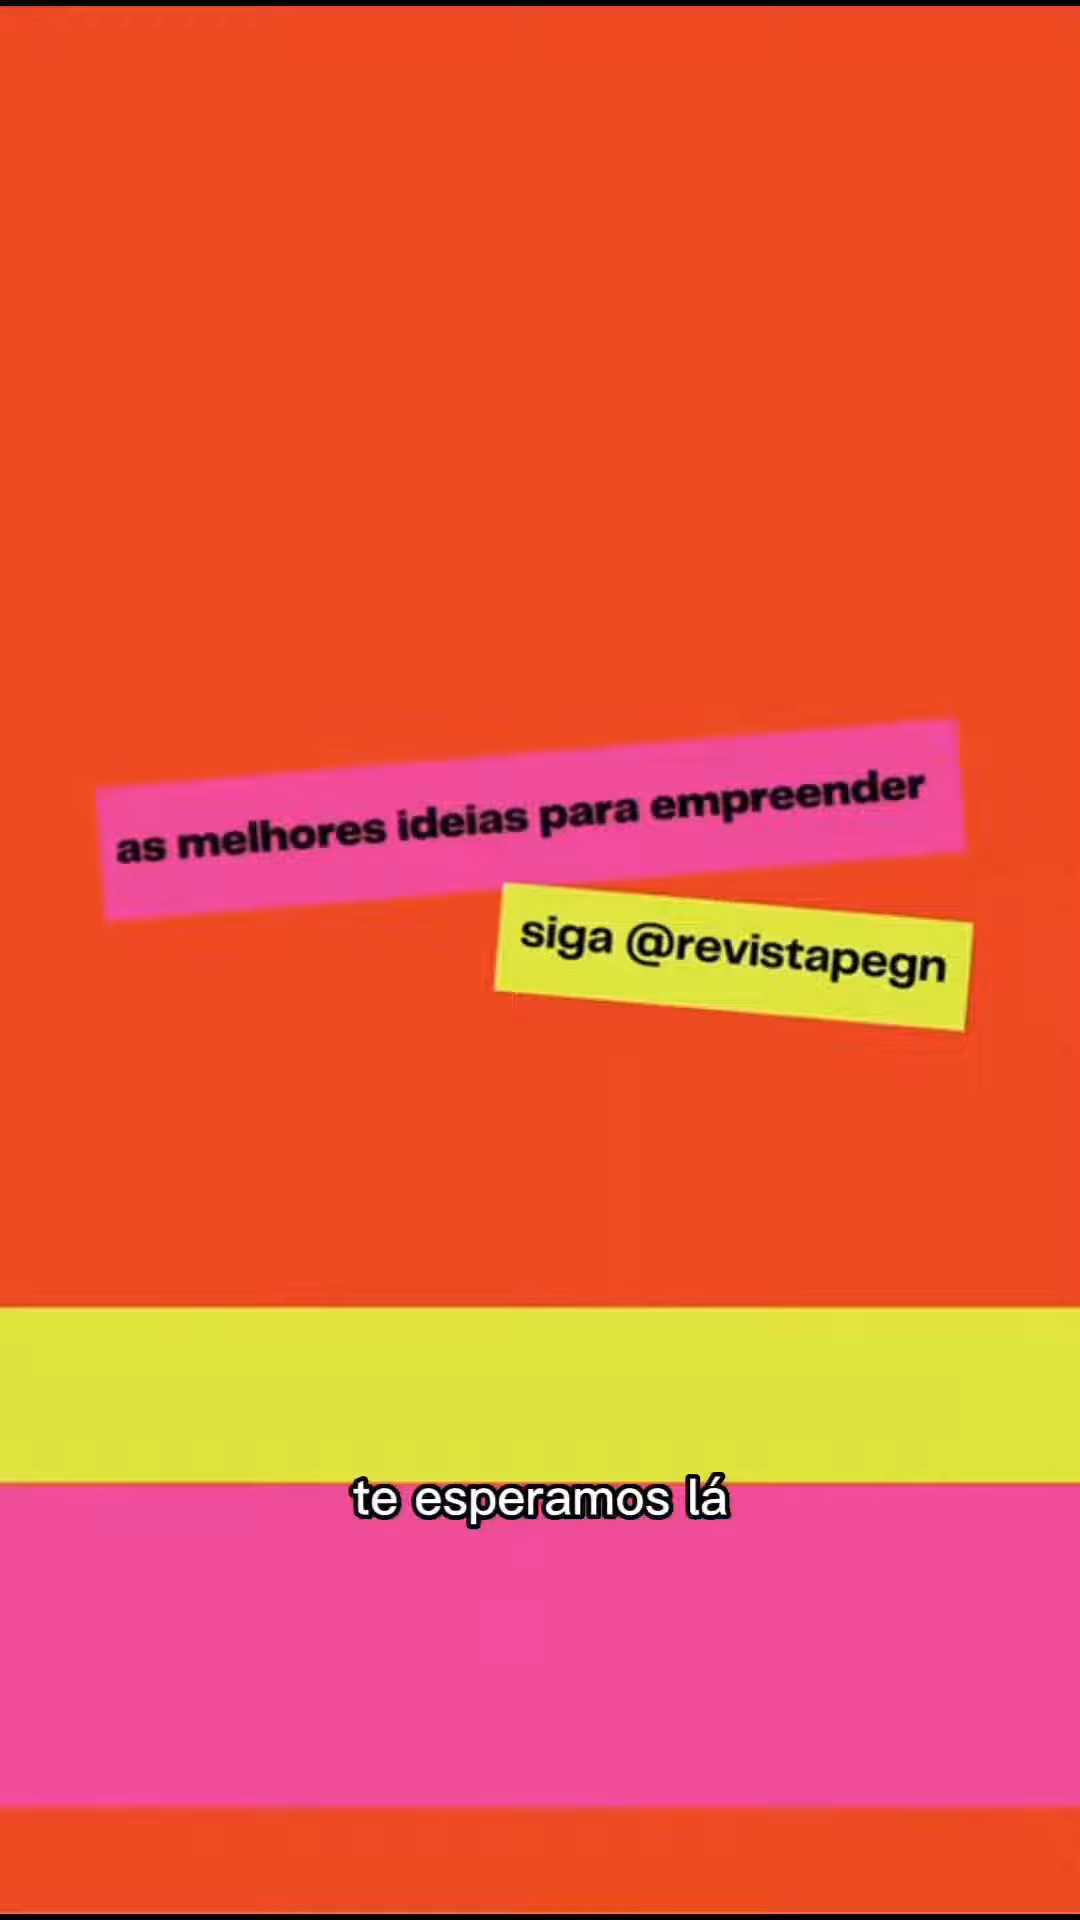 as melhores ideias para empreender
siga @revistapegn
te esperamos lá